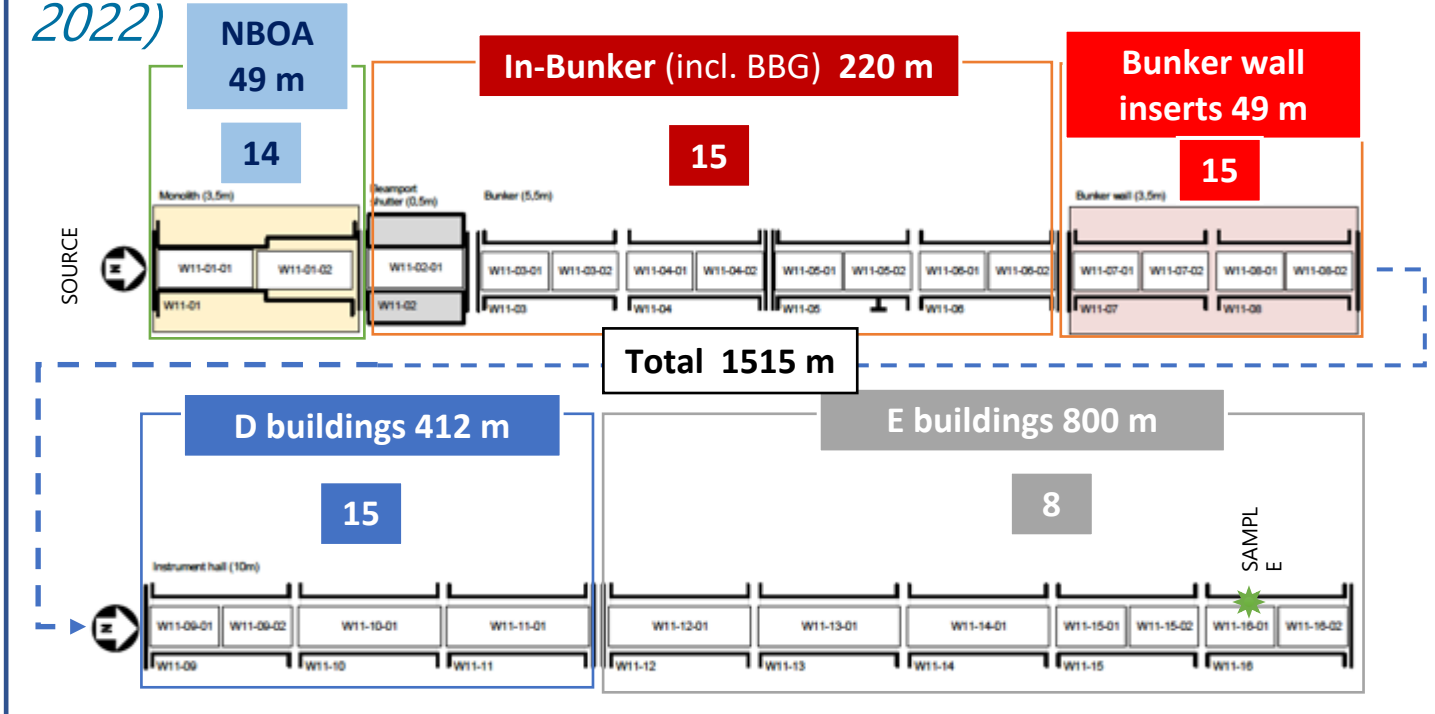 2022)
NBOA
49 m
In-Bunker (incl. BBG) 220 m
Bunker wall
inserts 49 m
14
15
15
Monolith (3,5m)
Beamport
shutter (0,5m)
Bunker (5,5m)
Bunker wall (3,5m)
SOURCE
N
W11-01-01
W11-01-02
W11-02-01
W11-03-01
W11-03-02
W11-04-01
W11-04-02
W11-05-01
W11-05-02
W11-06-01
W11-06-02
W11-07-01
W11-07-02
W11-08-01
W11-08-02
W11-01
W11-02
W11-03
W11-04
W11-05
W11-06
W11-07
W11-08
Total 1515 m
D buildings 412 m
E buildings 800 m
15
8
SAMPL
E
Instrument hall (10m)
N
W11-09-01
W11-09-02
W11-10-01
W11-11-01
W11-12-01
W11-13-01
W11-14-01
W11-15-01
W11-15-02
W11-16-01
W11-16-02
W11-09
W11-10
W11-11
W11-12
W11-13
W11-14
W11-15
W11-16